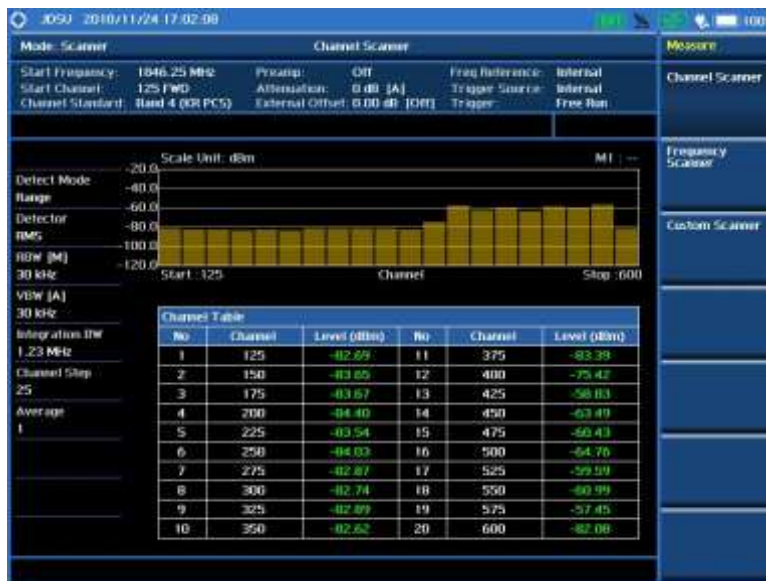 JDSU 2010/11/24 17:02:08
100
Mode: Scanner
Channel Scanner
Measure
Start Frequency: 1846.25 MHz
Preamp: Off
Freq Reference: Internal
Start Channel: 125 FWD
Attenuation: 0 dB [A]
Trigger Source: Internal
Channel Standard: Band 4 (KR PCS)
External Offset: 0.00 dB [Off]
Trigger: Free Run
Channel Scanner
Frequency Scanner
Custom Scanner
Detect Mode
Range
Detector
RMS
RBW [M]
30 kHz
VBW [A]
30 kHz
Integration BW
1.23 MHz
Channel Step
25
Average
1
Scale Unit: dBm
M1 : --
-20.0
-40.0
-60.0
-80.0
-100.0
-120.0
Start :125
Channel
Stop :600
Channel Table
No Channel Level (dBm) No Channel Level (dBm)
1 125 -82.69 11 375 -83.39
2 150 -83.65 12 400 -75.42
3 175 -83.67 13 425 -58.83
4 200 -84.40 14 450 -63.49
5 225 -83.54 15 475 -60.43
6 250 -84.03 16 500 -64.76
7 275 -82.87 17 525 -59.59
8 300 -82.74 18 550 -60.99
9 325 -82.89 19 575 -57.45
10 350 -82.62 20 600 -82.08